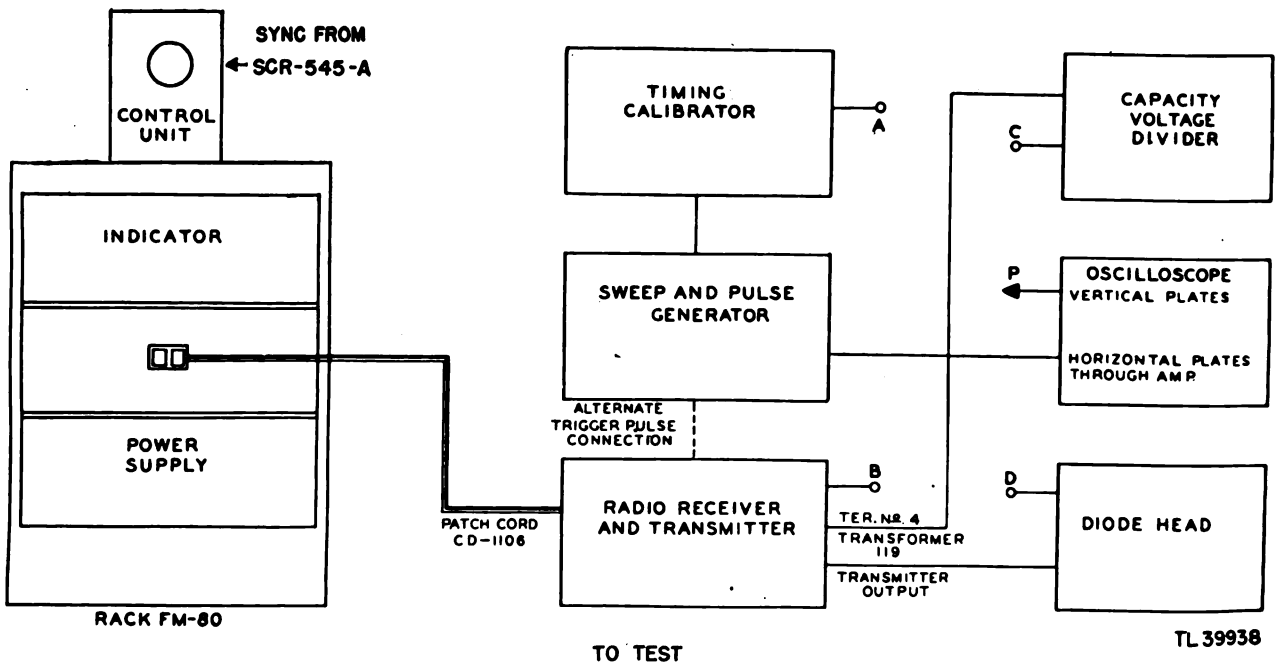 SYNC FROM
SCR-545-A
CONTROL
UNIT
INDICATOR
POWER
SUPPLY
RACK FM-80
PATCH CORD
CD-1106
TIMING
CALIBRATOR
A
SWEEP AND PULSE
GENERATOR
ALTERNATE
TRIGGER PULSE
CONNECTION
RADIO RECEIVER
AND TRANSMITTER
B
TER. NO. 4
TRANSFORMER
119
TRANSMITTER
OUTPUT
CAPACITY
VOLTAGE
DIVIDER
C
P
OSCILLOSCOPE
VERTICAL PLATES
HORIZONTAL PLATES
THROUGH AMP.
D
DIODE HEAD
TO TEST
TL 39938